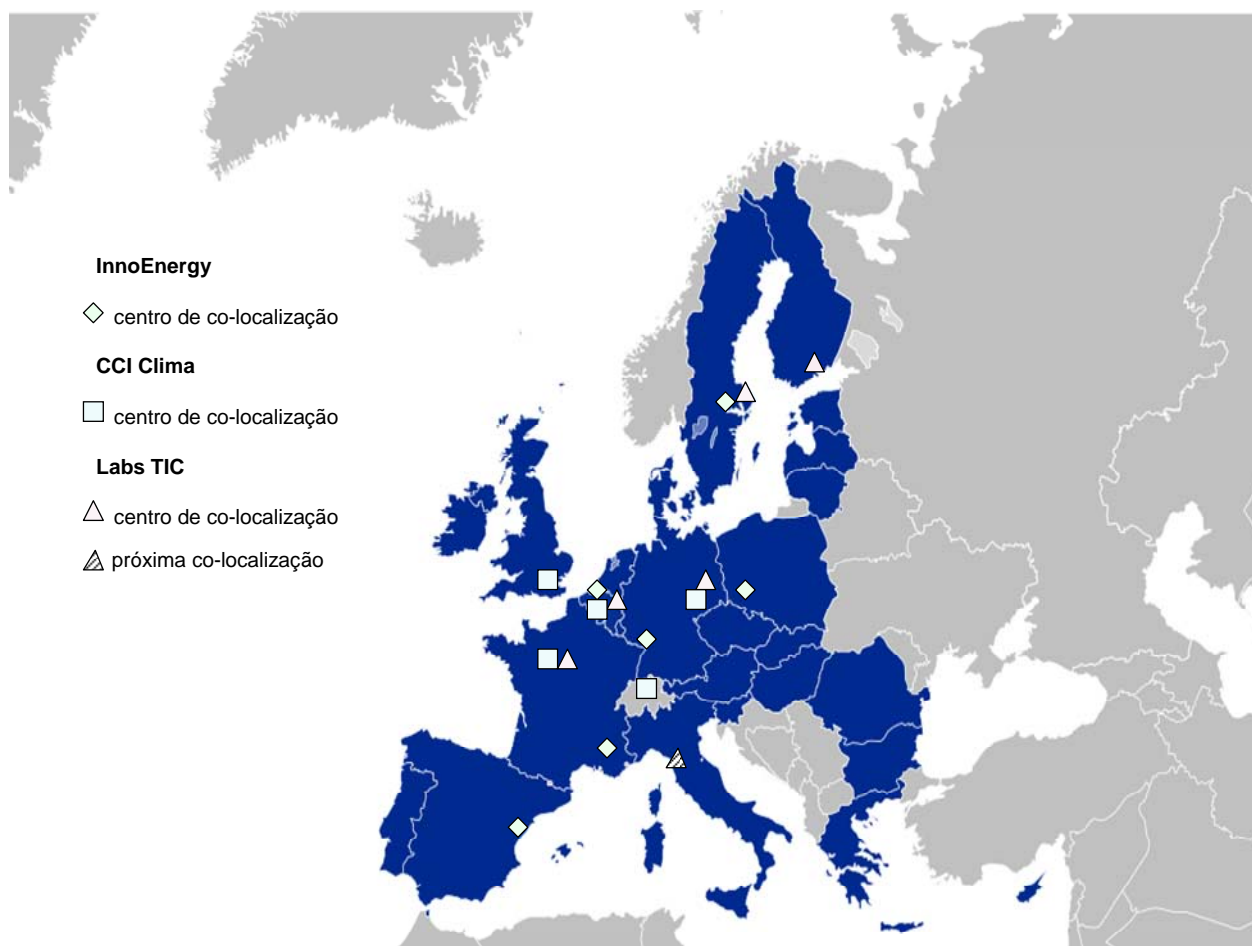 InnoEnergy
centro de co-localização
CCI Clima
centro de co-localização
Labs TIC
centro de co-localização
próxima co-localização